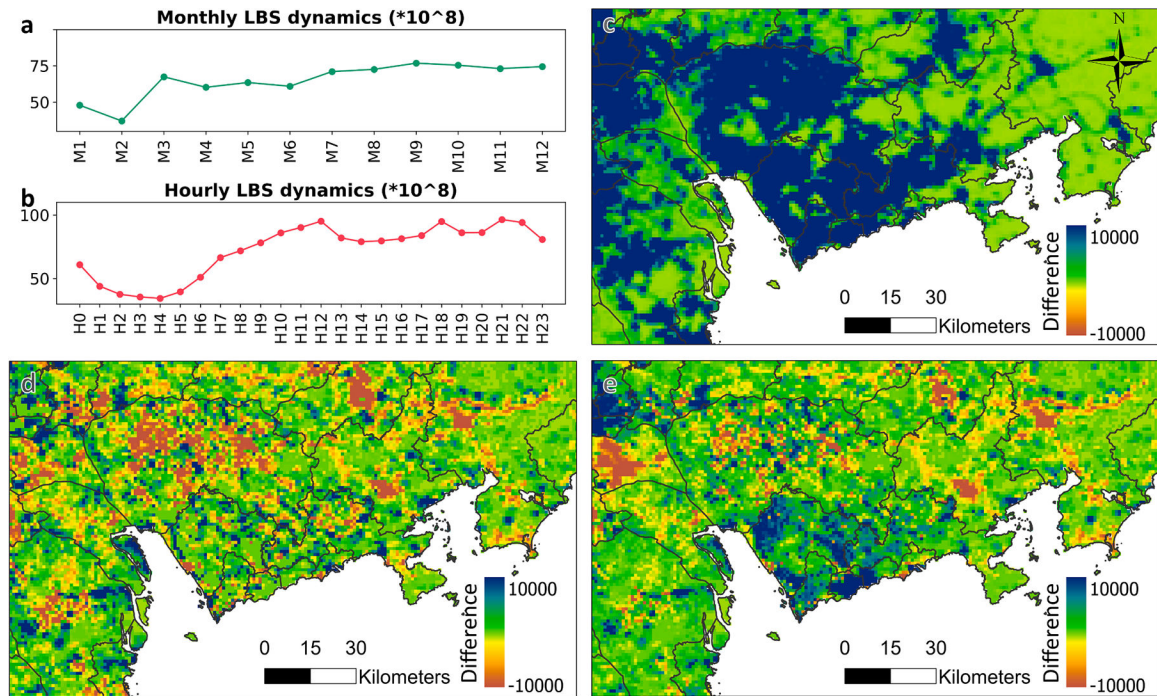 a
Monthly LBS dynamics (*10^8)
75
50
M1 M2 M3 M4 M5 M6 M7 M8 M9 M10 M11 M12
b
Hourly LBS dynamics (*10^8)
100
50
H0 H1 H2 H3 H4 H5 H6 H7 H8 H9 H10 H11 H12 H13 H14 H15 H16 H17 H18 H19 H20 H21 H22 H23
c
N
Difference
10000
-10000
0 15 30
Kilometers
d
Difference
10000
-10000
0 15 30
Kilometers
e
Difference
10000
-10000
0 15 30
Kilometers